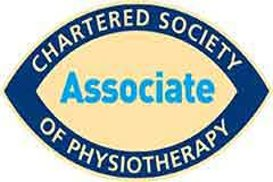 CHARTERED SOCIETY
Associate
OF PHYSIOTHERAPY